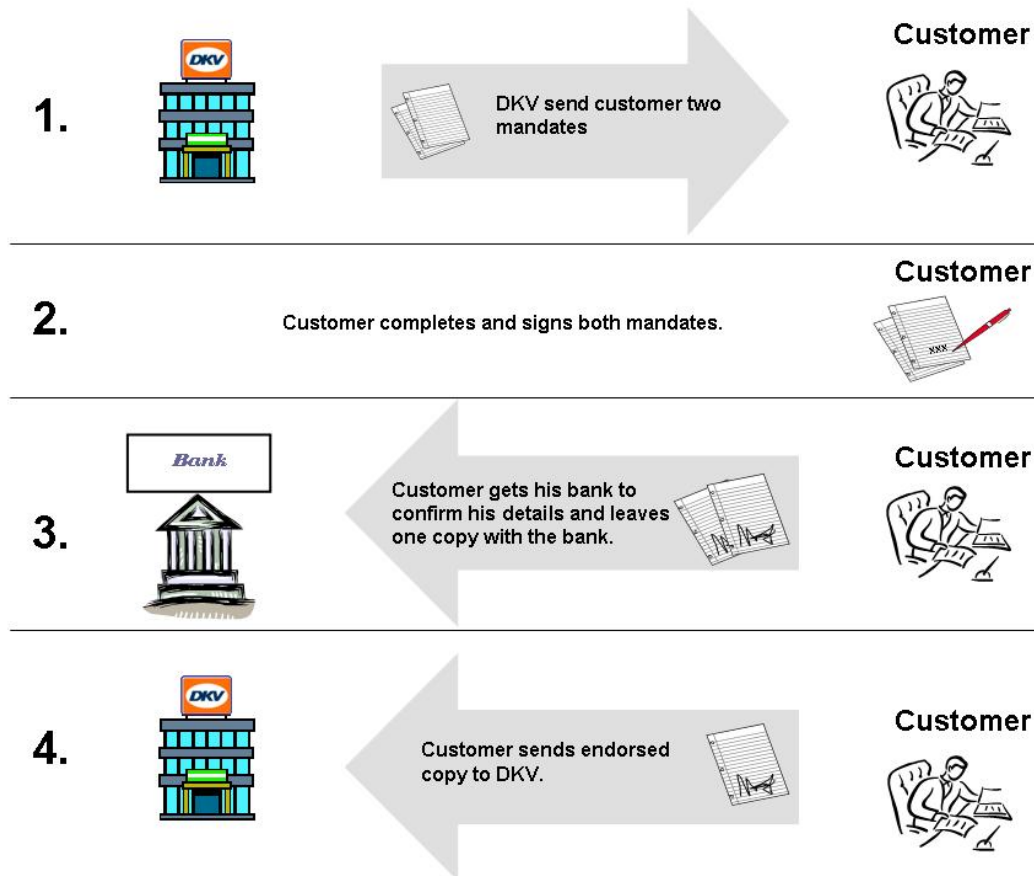 Customer
DKV
1.
DKV send customer two
mandates
Customer
2.
Customer completes and signs both mandates.
xxx
Bank
Customer
Customer gets his bank to
confirm his details and leaves
one copy with the bank.
3.
DKV
Customer
4.
Customer sends endorsed
copy to DKV.